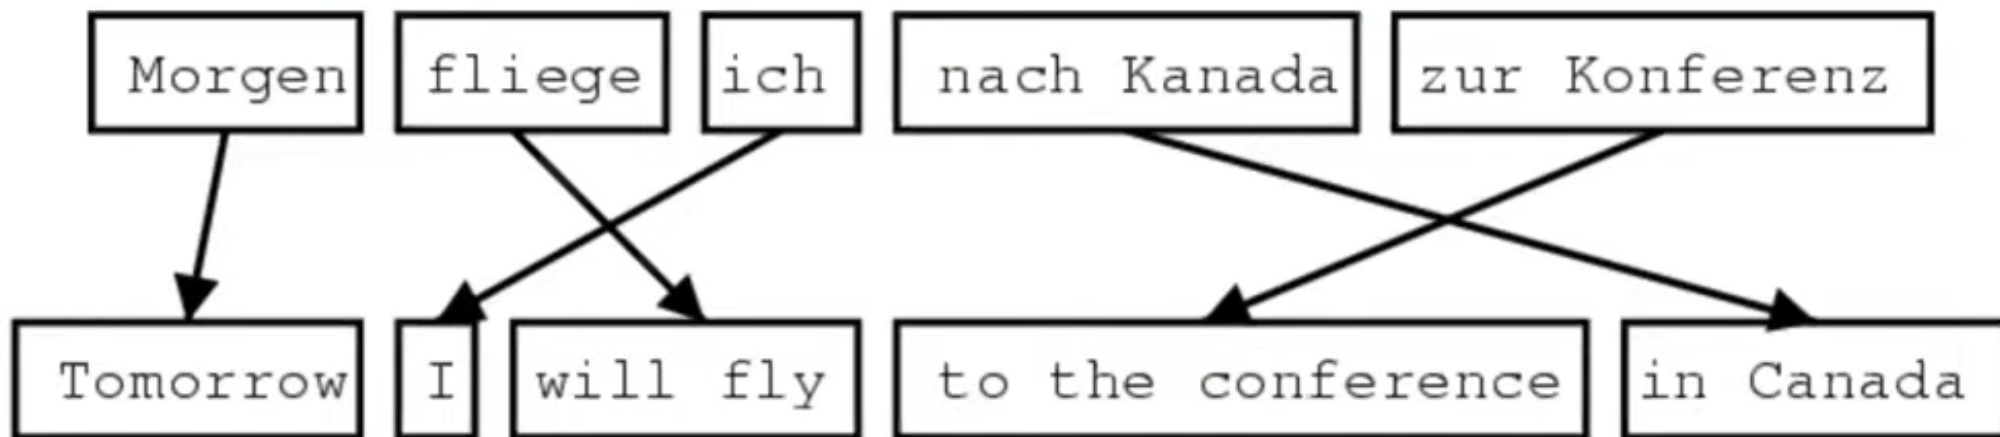 Morgen fliege ich nach Kanada zur Konferenz
Tomorrow I will fly to the conference in Canada